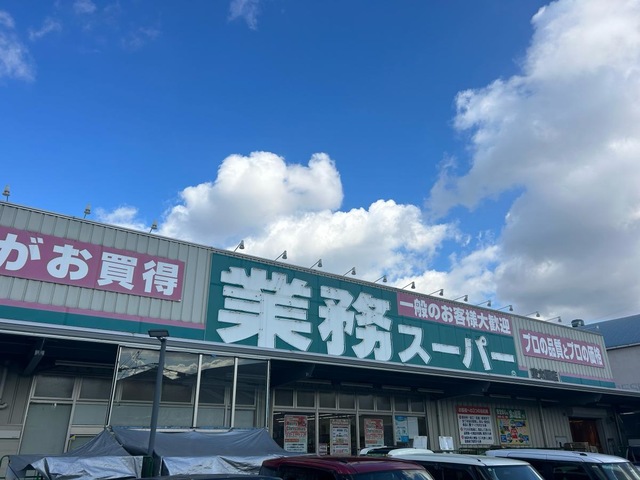 がお買得
業務スーパー
一般のお客様大歓迎
プロの品質とプロの価格